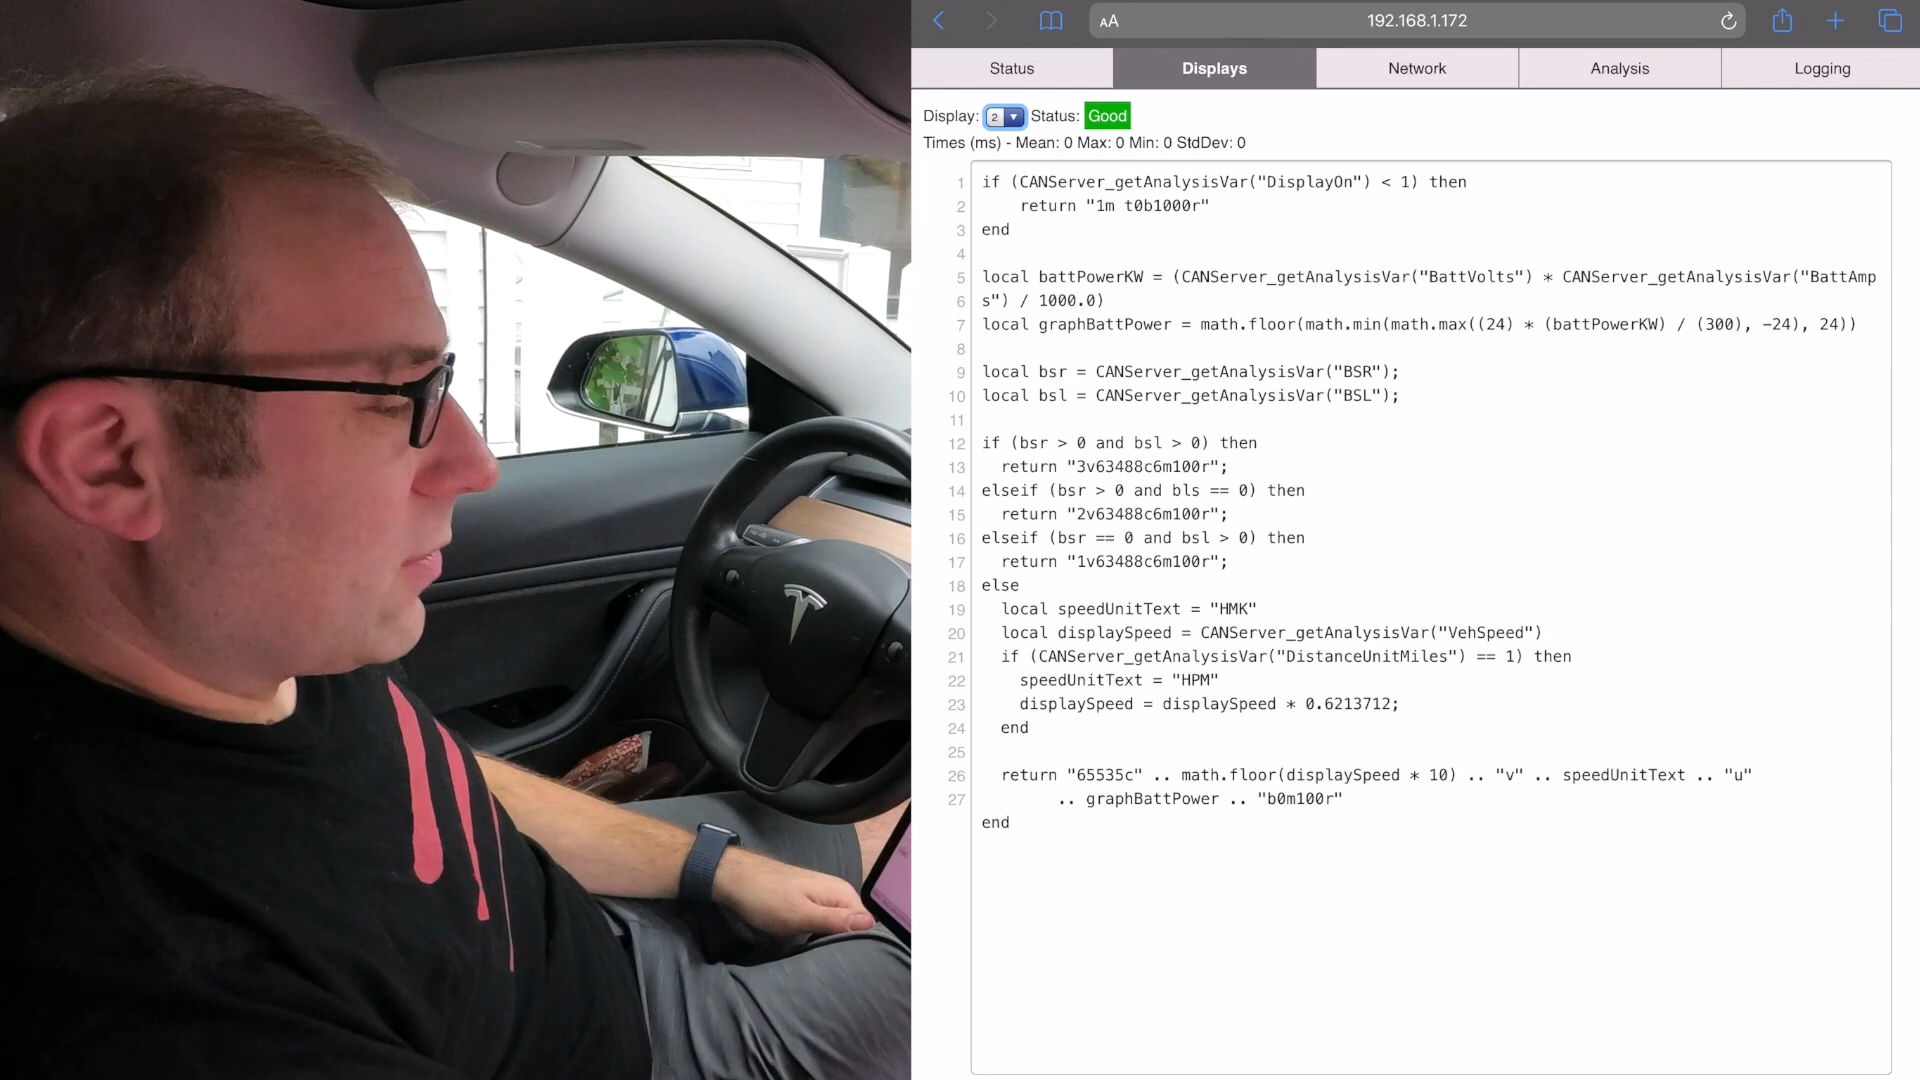 AA
192.168.1.172
Status
Displays
Network
Analysis
Logging
Display: 2 Status: Good
Times (ms) - Mean: 0 Max: 0 Min: 0 StdDev: 0
1 if (CANServer_getAnalysisVar("DisplayOn") < 1) then
2 return "1m t0b1000r"
3 end
4
5 local battPowerKW = (CANServer_getAnalysisVar("BattVolts") * CANServer_getAnalysisVar("BattAmp
6 s") / 1000.0)
7 local graphBattPower = math.floor(math.min(math.max((24) * (battPowerKW) / (300), -24), 24))
8
9 local bsr = CANServer_getAnalysisVar("BSR");
10 local bsl = CANServer_getAnalysisVar("BSL");
11
12 if (bsr > 0 and bsl > 0) then
13 return "3v63488c6m100r";
14 elseif (bsr > 0 and bls == 0) then
15 return "2v63488c6m100r";
16 elseif (bsr == 0 and bsl > 0) then
17 return "1v63488c6m100r";
18 else
19 local speedUnitText = "HMK"
20 local displaySpeed = CANServer_getAnalysisVar("VehSpeed")
21 if (CANServer_getAnalysisVar("DistanceUnitMiles") == 1) then
22 speedUnitText = "HPM"
23 displaySpeed = displaySpeed * 0.6213712;
24 end
25
26 return "65535c" .. math.floor(displaySpeed * 10) .. "v" .. speedUnitText .. "u"
27 .. graphBattPower .. "b0m100r"
end